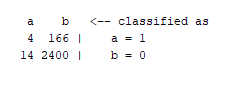 a b <-- classified as
4 166 | a = 1
14 2400 | b = 0